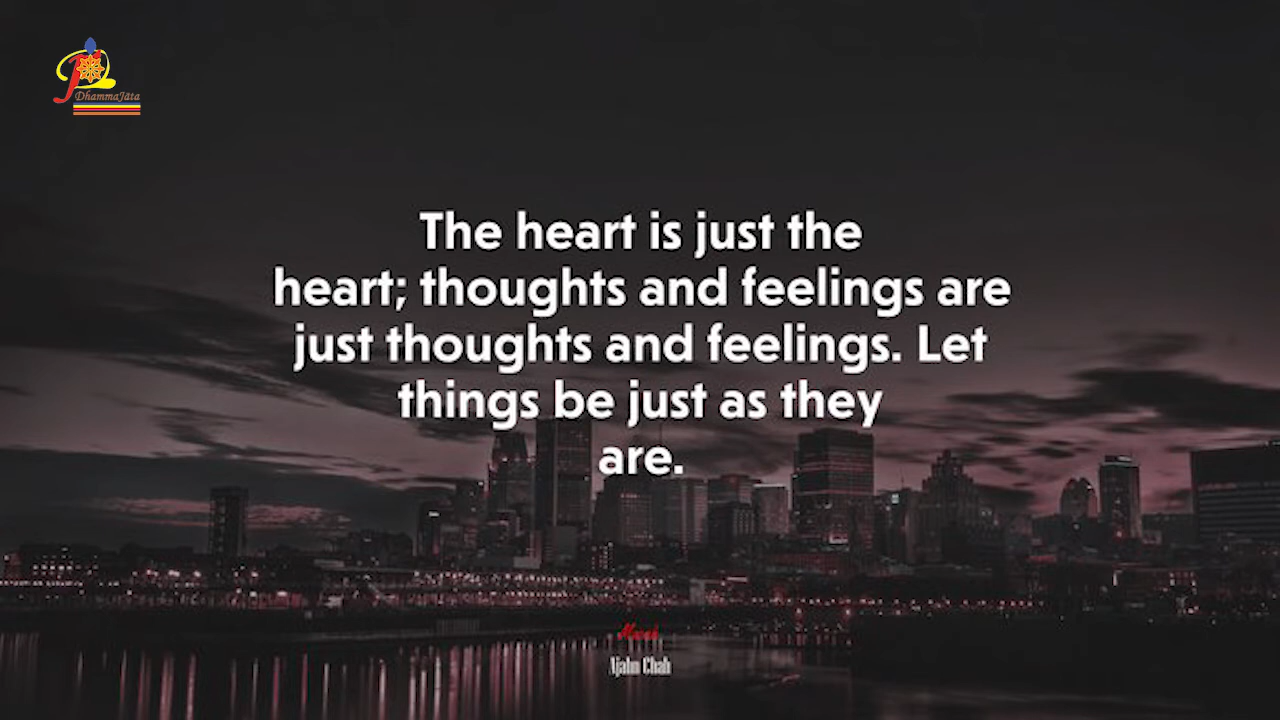 DhammaJāta
The heart is just the
heart; thoughts and feelings are
just thoughts and feelings. Let
things be just as they
are.
Ajahn Chah